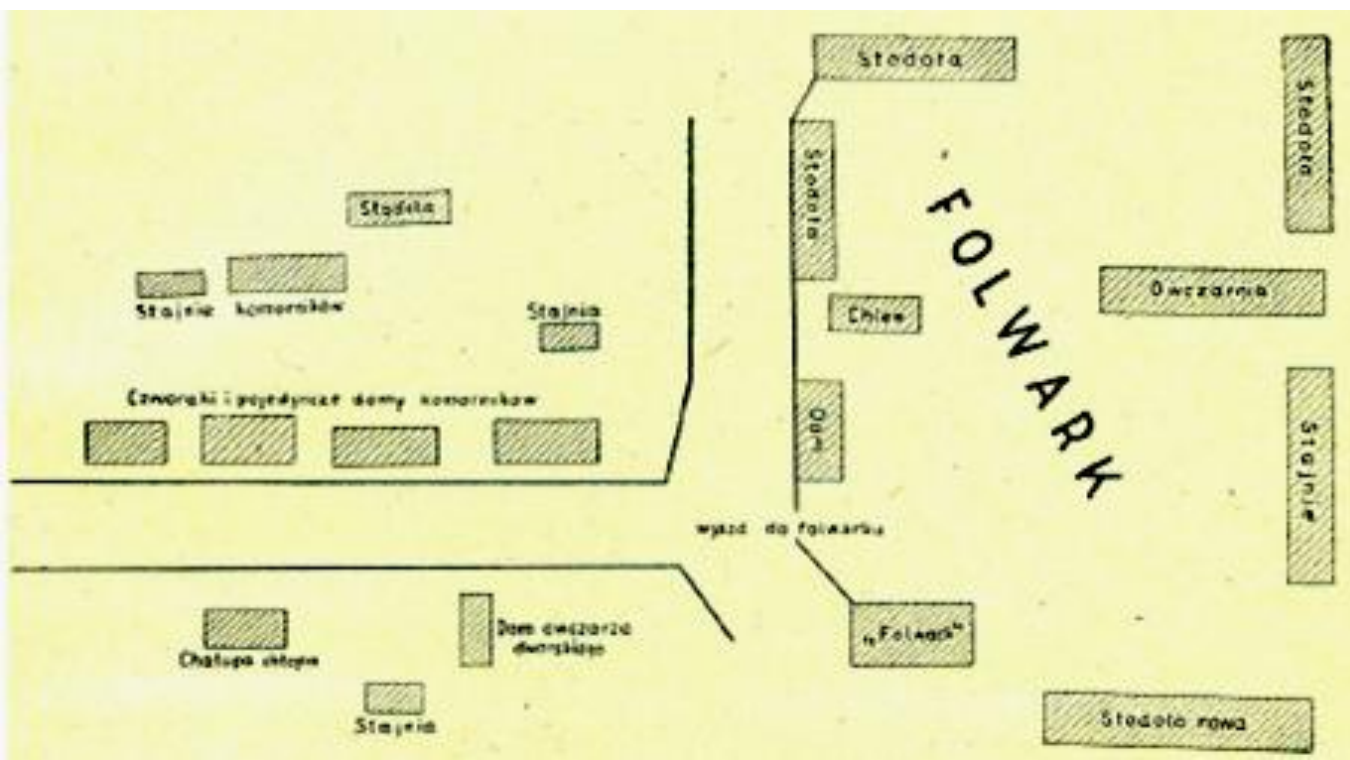 Stodoła
Stodoła
Stodoła
Stodoła
Stajnie komorników
Stajnia
Owczarnia
Chlew
FOLWARK
Czworaki i pojedyncze domy komorników
Dom
Stajnie
wjazd do folwarku
Chałupa chłopa
Dom owczarza
dworskiego
"Folwark"
Stajnia
Stodoła nowa